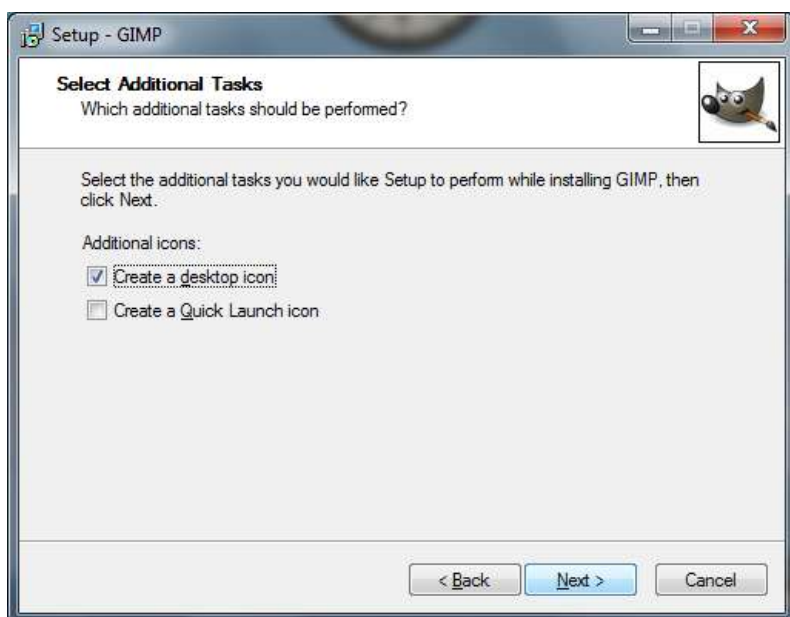 Setup - GIMP
Select Additional Tasks
Which additional tasks should be performed?
Select the additional tasks you would like Setup to perform while installing GIMP, then
click Next.
Additional icons:
Create a desktop icon
Create a Quick Launch icon
< Back Next > Cancel